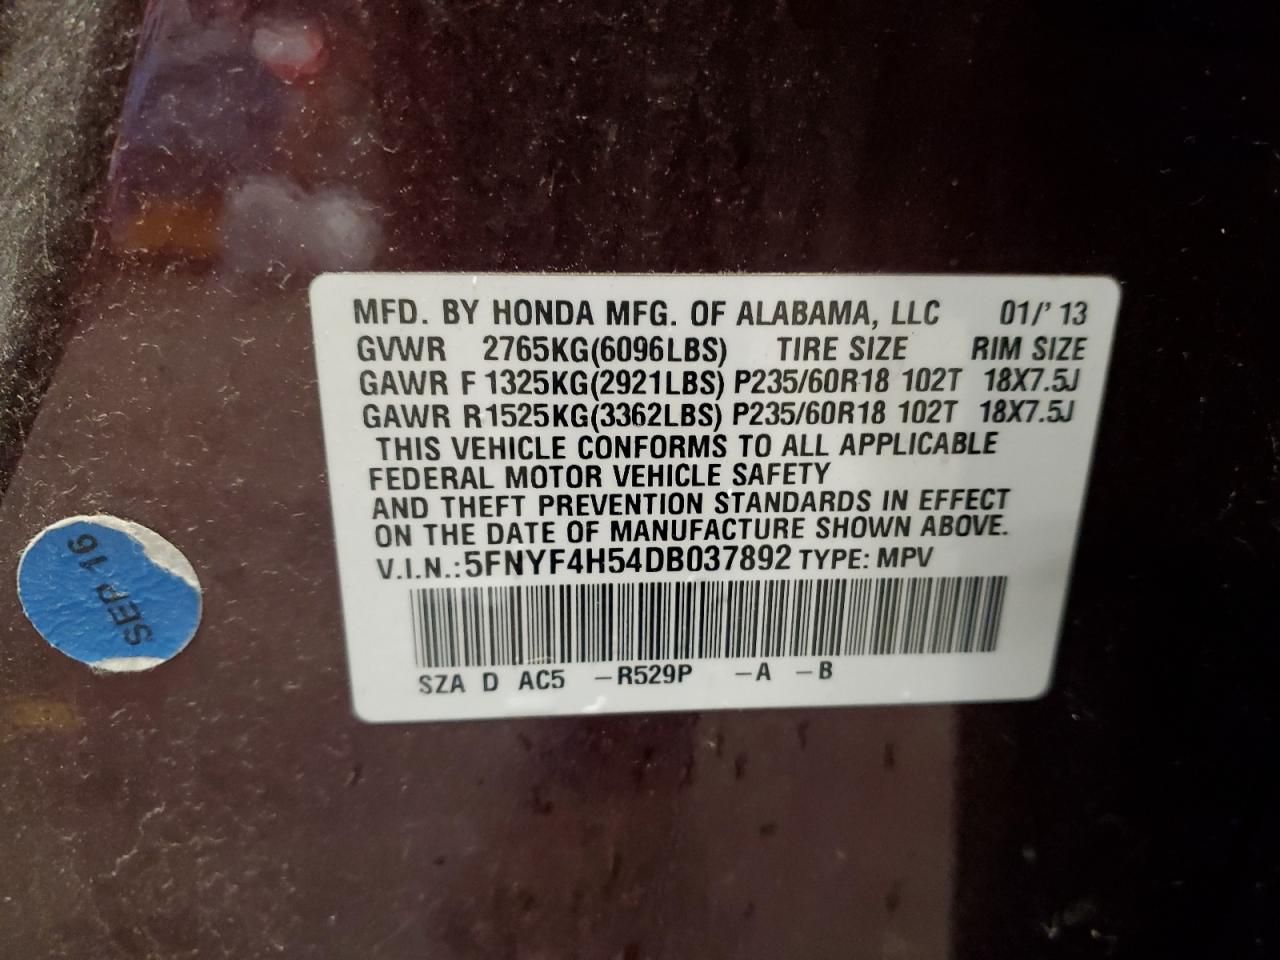 MFD. BY HONDA MFG. OF ALABAMA, LLC 01/'13
GVWR 2765KG(6096LBS) TIRE SIZE RIM SIZE
GAWR F 1325KG(2921LBS) P235/60R18 102T 18X7.5J
GAWR R1525KG(3362LBS) P235/60R18 102T 18X7.5J
THIS VEHICLE CONFORMS TO ALL APPLICABLE
FEDERAL MOTOR VEHICLE SAFETY
AND THEFT PREVENTION STANDARDS IN EFFECT
ON THE DATE OF MANUFACTURE SHOWN ABOVE.
V.I.N.:5FNYF4H54DB037892 TYPE: MPV
SZA D AC5 -R529P -A -B
SEP 16